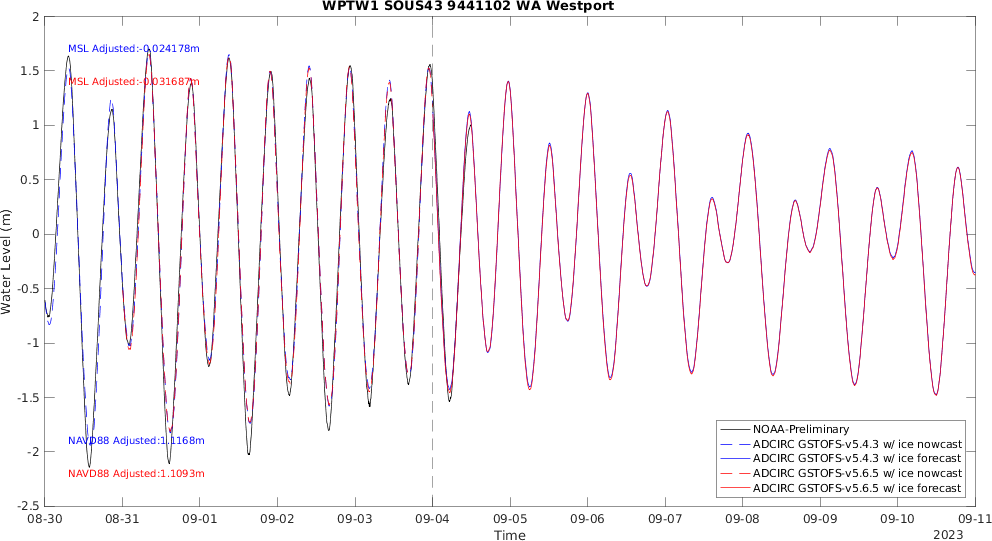 WPTW1 SOUS43 9441102 WA Westport
2
1.5
1
0.5
0
-0.5
-1
-1.5
-2
-2.5
Water Level (m)
MSL Adjusted:-0.024178m
MSL Adjusted:-0.031687m
NAVD88 Adjusted:1.1168m
NAVD88 Adjusted:1.1093m
NOAA-Preliminary
ADCIRC GSTOFS-v5.4.3 w/ ice nowcast
ADCIRC GSTOFS-v5.4.3 w/ ice forecast
ADCIRC GSTOFS-v5.6.5 w/ ice nowcast
ADCIRC GSTOFS-v5.6.5 w/ ice forecast
08-30 08-31 09-01 09-02 09-03 09-04 09-05 09-06 09-07 09-08 09-09 09-10 09-11
Time
2023